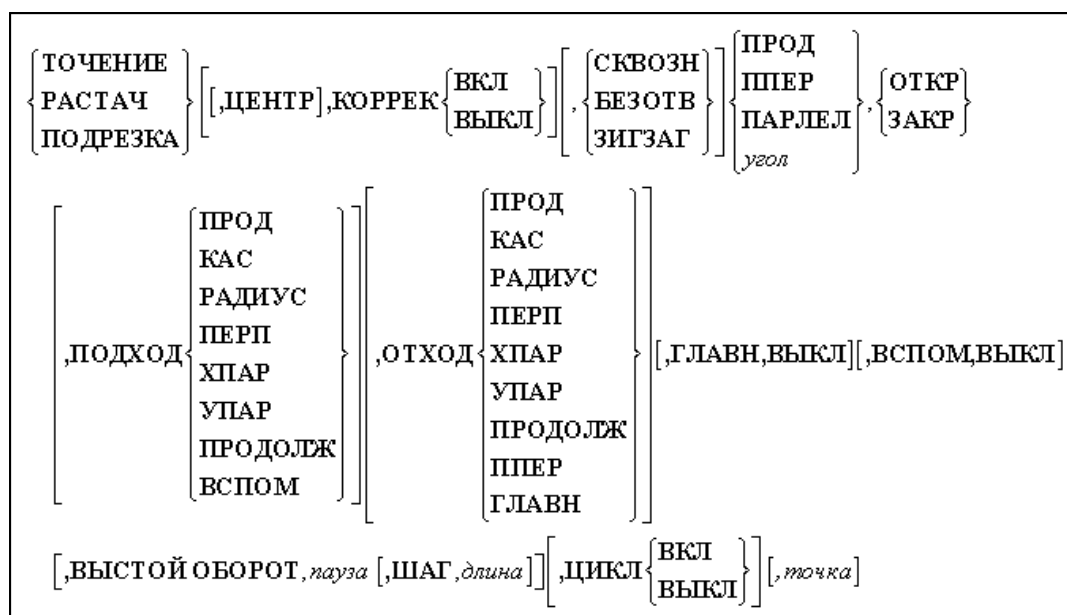 ТОЧЕНИЕ
РАСТАЧ
ПОДРЕЗКА
[,ЦЕНТР],КОРРЕК
ВКЛ
ВЫКЛ
,
СКВОЗН
БЕЗОТВ
ЗИГЗАГ
ПРОД
ППЕР
ПАРЛЕЛ
угол
,
ОТКР
ЗАКР
,ПОДХОД
ПРОД
КАС
РАДИУС
ПЕРП
ХПАР
УПАР
ПРОДОЛЖ
ВСПОМ
,ОТХОД
ПРОД
КАС
РАДИУС
ПЕРП
ХПАР
УПАР
ПРОДОЛЖ
ППЕР
ГЛАВН
[,ГЛАВН,ВЫКЛ][,ВСПОМ,ВЫКЛ]
[,ВЫСТОЙ ОБОРОТ,пауза [,ШАГ,длина]]
,ЦИКЛ
ВКЛ
ВЫКЛ
[,точка]